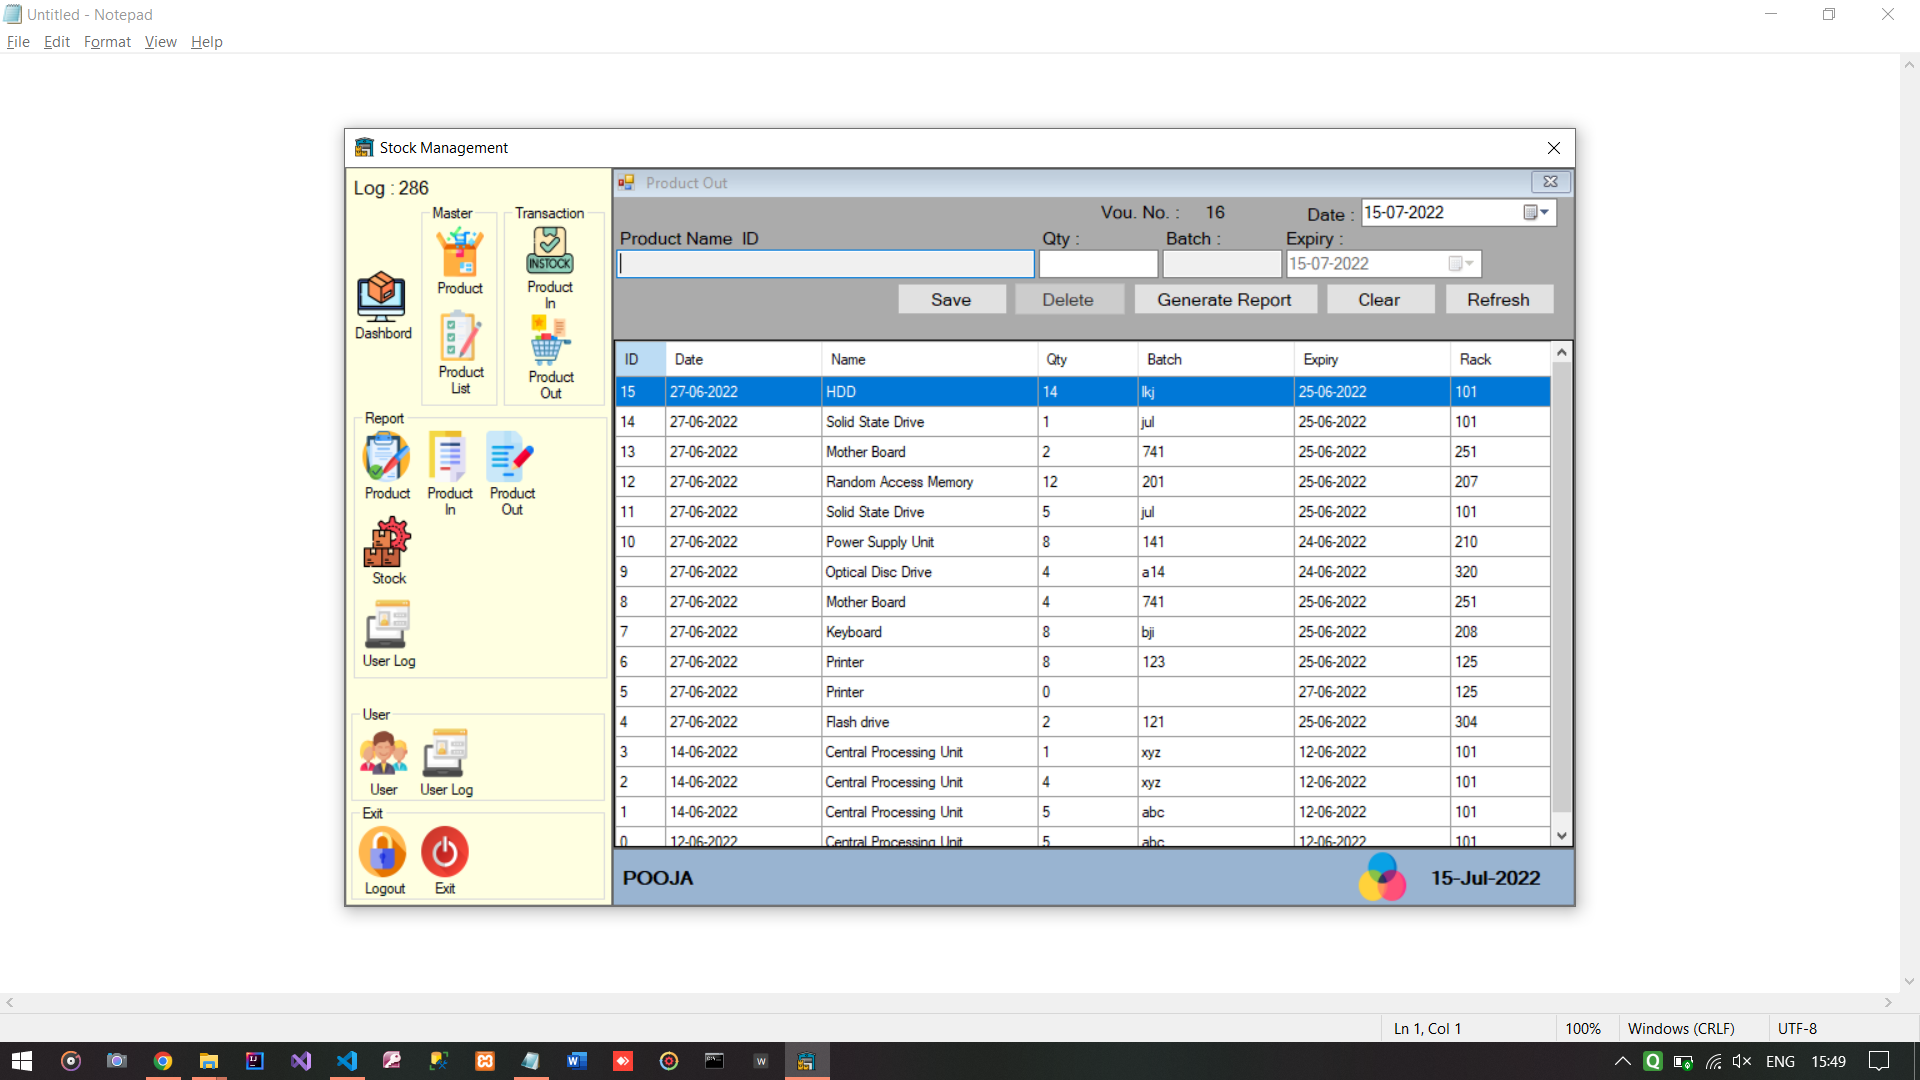 Untitled - Notepad
File Edit Format View Help
Stock Management
Log : 286
Master
Product
Product List
Transaction
INSTOCK
Product In
Product Out
Dashbord
Report
Product
Product In
Product Out
Stock
User Log
User
User
User Log
Exit
Logout
Exit
Product Out
Vou. No. : 16 Date : 15-07-2022
Product Name ID Qty : Batch : Expiry :
15-07-2022
Save Delete Generate Report Clear Refresh
ID Date Name Qty Batch Expiry Rack
15 27-06-2022 HDD 14 lkj 25-06-2022 101
14 27-06-2022 Solid State Drive 1 jul 25-06-2022 101
13 27-06-2022 Mother Board 2 741 25-06-2022 251
12 27-06-2022 Random Access Memory 12 201 25-06-2022 207
11 27-06-2022 Solid State Drive 5 jul 25-06-2022 101
10 27-06-2022 Power Supply Unit 8 141 24-06-2022 210
9 27-06-2022 Optical Disc Drive 4 a14 24-06-2022 320
8 27-06-2022 Mother Board 4 741 25-06-2022 251
7 27-06-2022 Keyboard 8 bji 25-06-2022 208
6 27-06-2022 Printer 8 123 25-06-2022 125
5 27-06-2022 Printer 0 27-06-2022 125
4 27-06-2022 Flash drive 2 121 25-06-2022 304
3 14-06-2022 Central Processing Unit 1 xyz 12-06-2022 101
2 14-06-2022 Central Processing Unit 4 xyz 12-06-2022 101
1 14-06-2022 Central Processing Unit 5 abc 12-06-2022 101
0 12-06-2022 Central Processing Unit 5 abc 12-06-2022 101
POOJA 15-Jul-2022
Ln 1, Col 1 100% Windows (CRLF) UTF-8
ENG 15:49